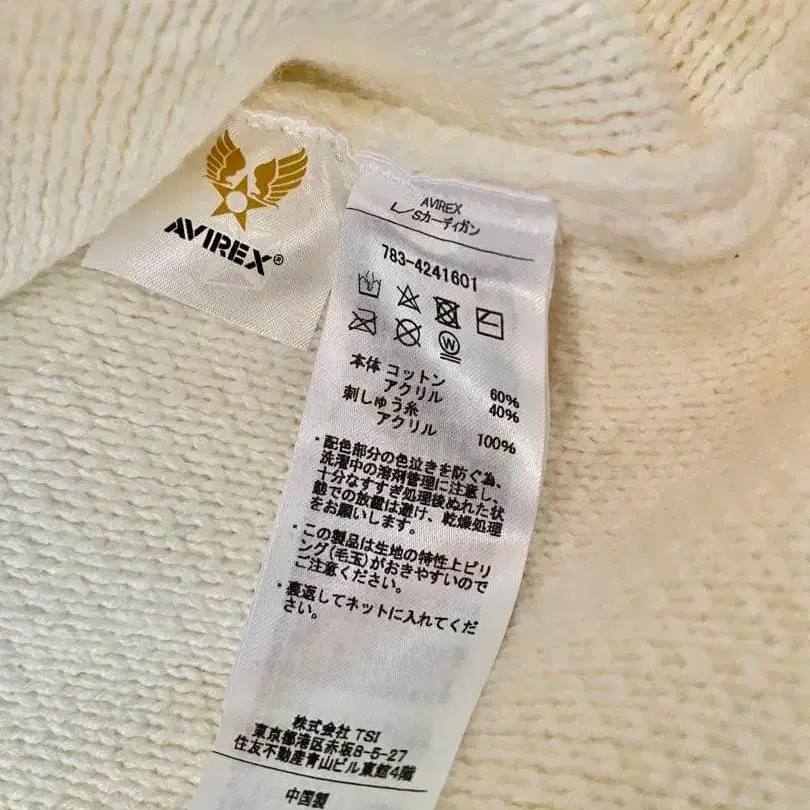 AVIREX®
AVIREX
L/Sカーディガン
783-4241601
W
本体 コットン 60%
アクリル 40%
刺しゅう糸
アクリル 100%
・配色部分の色泣きを防ぐ為、
洗濯中の溶剤管理に注意し、
十分なすすぎ処理後ぬれた状
態での放置は避け、乾燥処理
をお願いします。
・この製品は生地の特性上ピリ
ング(毛玉)がおきやすいので
ご注意ください。
・裏返してネットに入れてくだ
さい。
株式会社 TSI
東京都港区赤坂8-5-27
住友不動産青山ビル東館4階
中国製